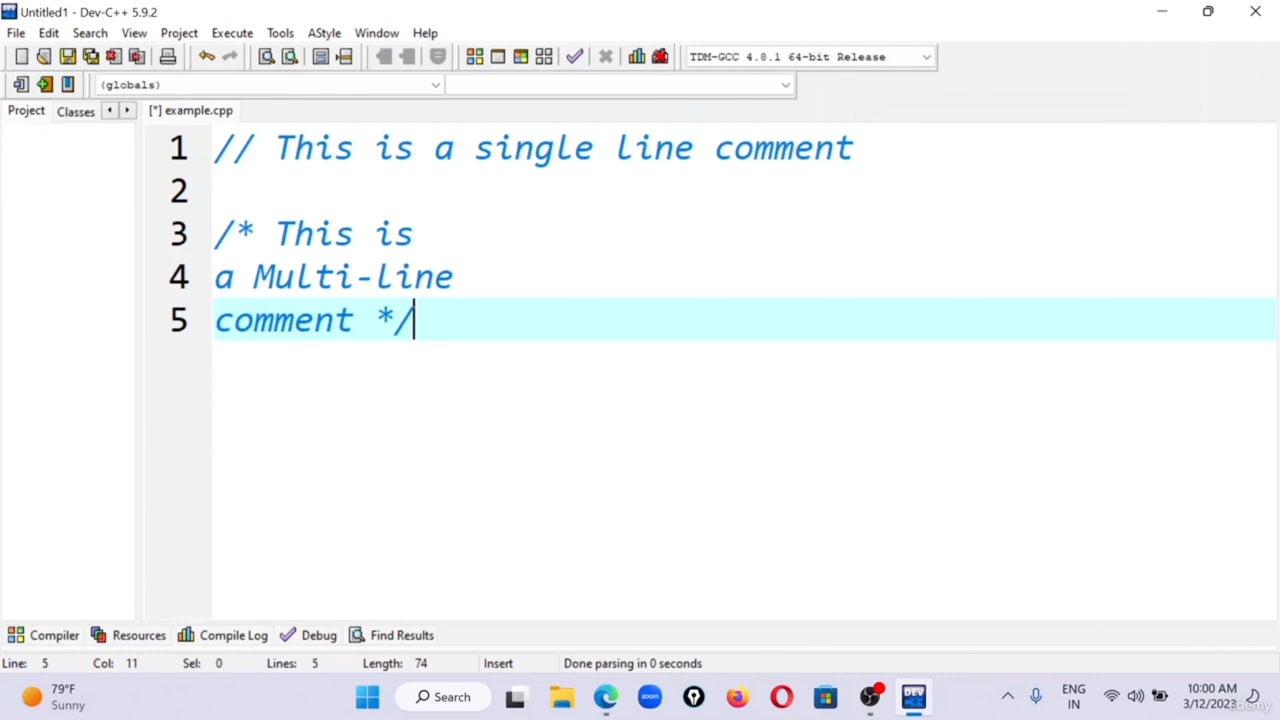 Untitled1 - Dev-C++ 5.9.2
File Edit Search View Project Execute Tools AStyle Window Help
TDM-GCC 4.8.1 64-bit Release
(globals)
Project Classes [*] example.cpp
1 // This is a single line comment
2
3 /* This is
4 a Multi-line
5 comment */
Compiler Resources Compile Log Debug Find Results
Line: 5 Col: 11 Sel: 0 Lines: 5 Length: 74 Insert Done parsing in 0 seconds
79°F
Sunny
Search
zoom
DEV
ENG
IN
10:00 AM
3/12/2023
Udemy